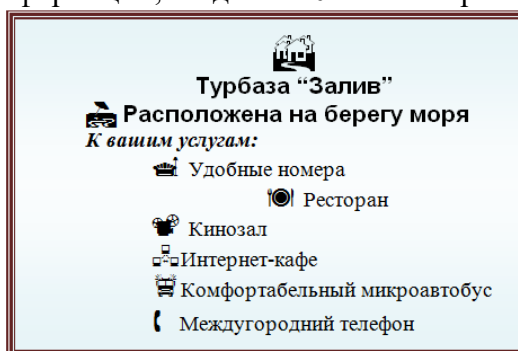 Турбаза “Залив”
Расположена на берегу моря
К вашим услугам:
Удобные номера
Ресторан
Кинозал
Интернет-кафе
Комфортабельный микроавтобус
Междугородний телефон